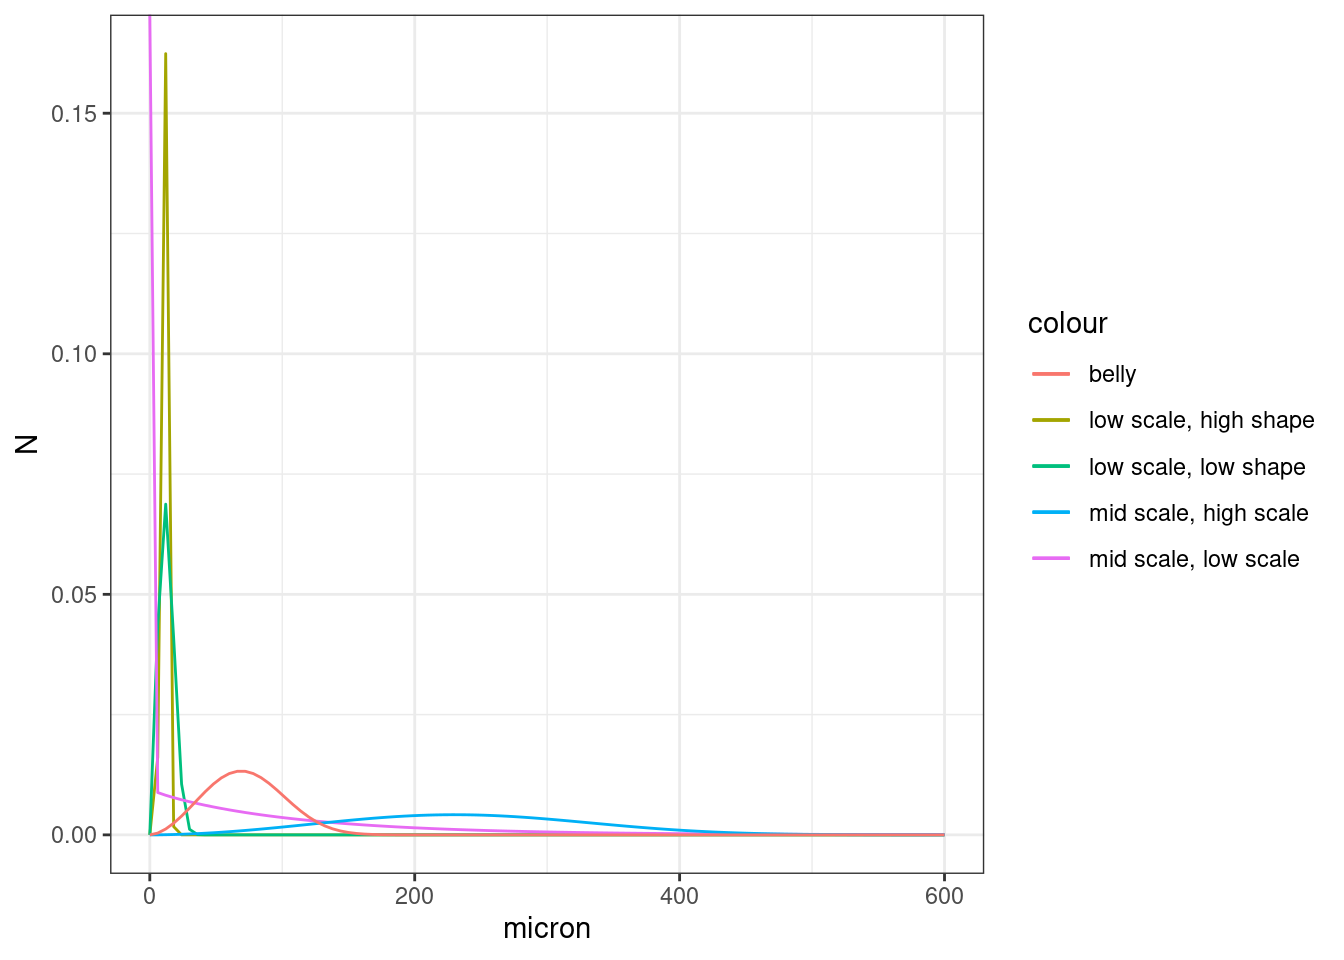 0.15
0.10
0.05
0.00
N
0
200
400
600
micron
colour
belly
low scale, high shape
low scale, low shape
mid scale, high scale
mid scale, low scale